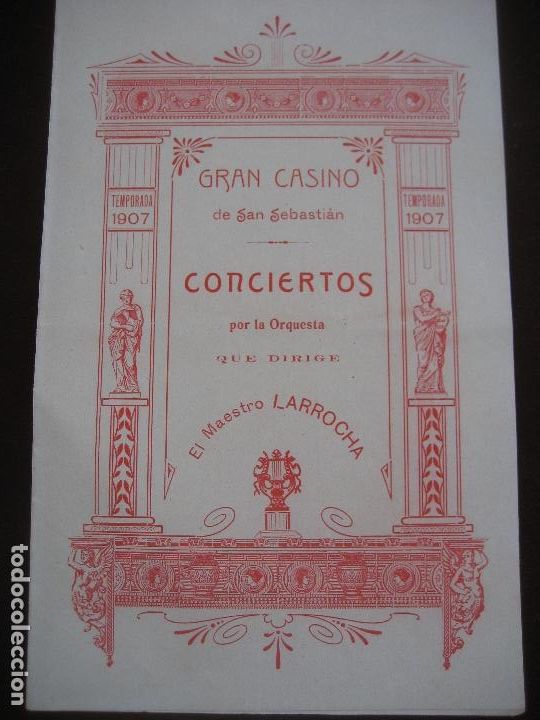 GRAN CASINO
de San Sebastián
TEMPORADA
1907
TEMPORADA
1907
CONCIERTOS
por la Orquesta
QUE DIRIGE
El Maestro LARROCHA
todocoleccion